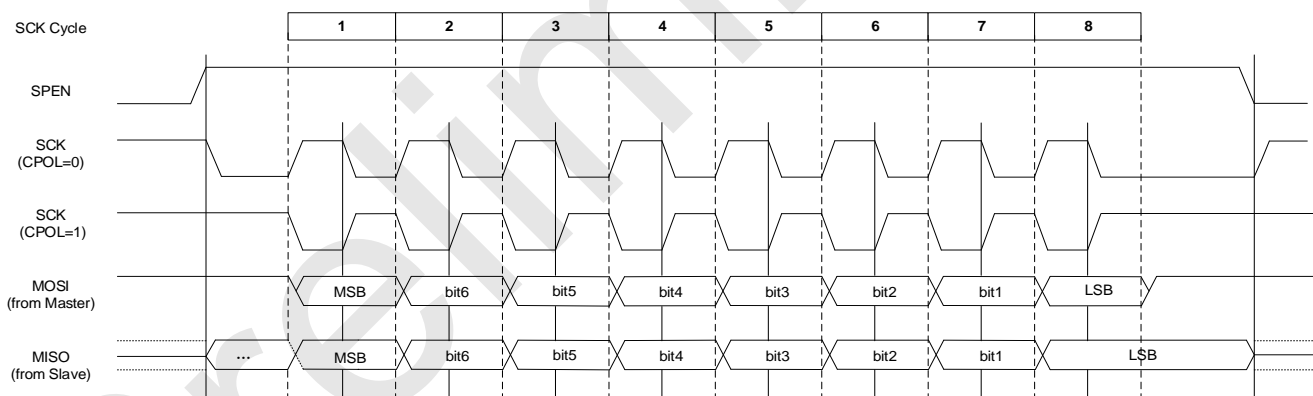 SCK Cycle 1 2 3 4 5 6 7 8
SPEN
SCK
(CPOL=0)
SCK
(CPOL=1)
MOSI
(from Master)
MSB bit6 bit5 bit4 bit3 bit2 bit1 LSB
MISO
(from Slave)
... MSB bit6 bit5 bit4 bit3 bit2 bit1 LSB